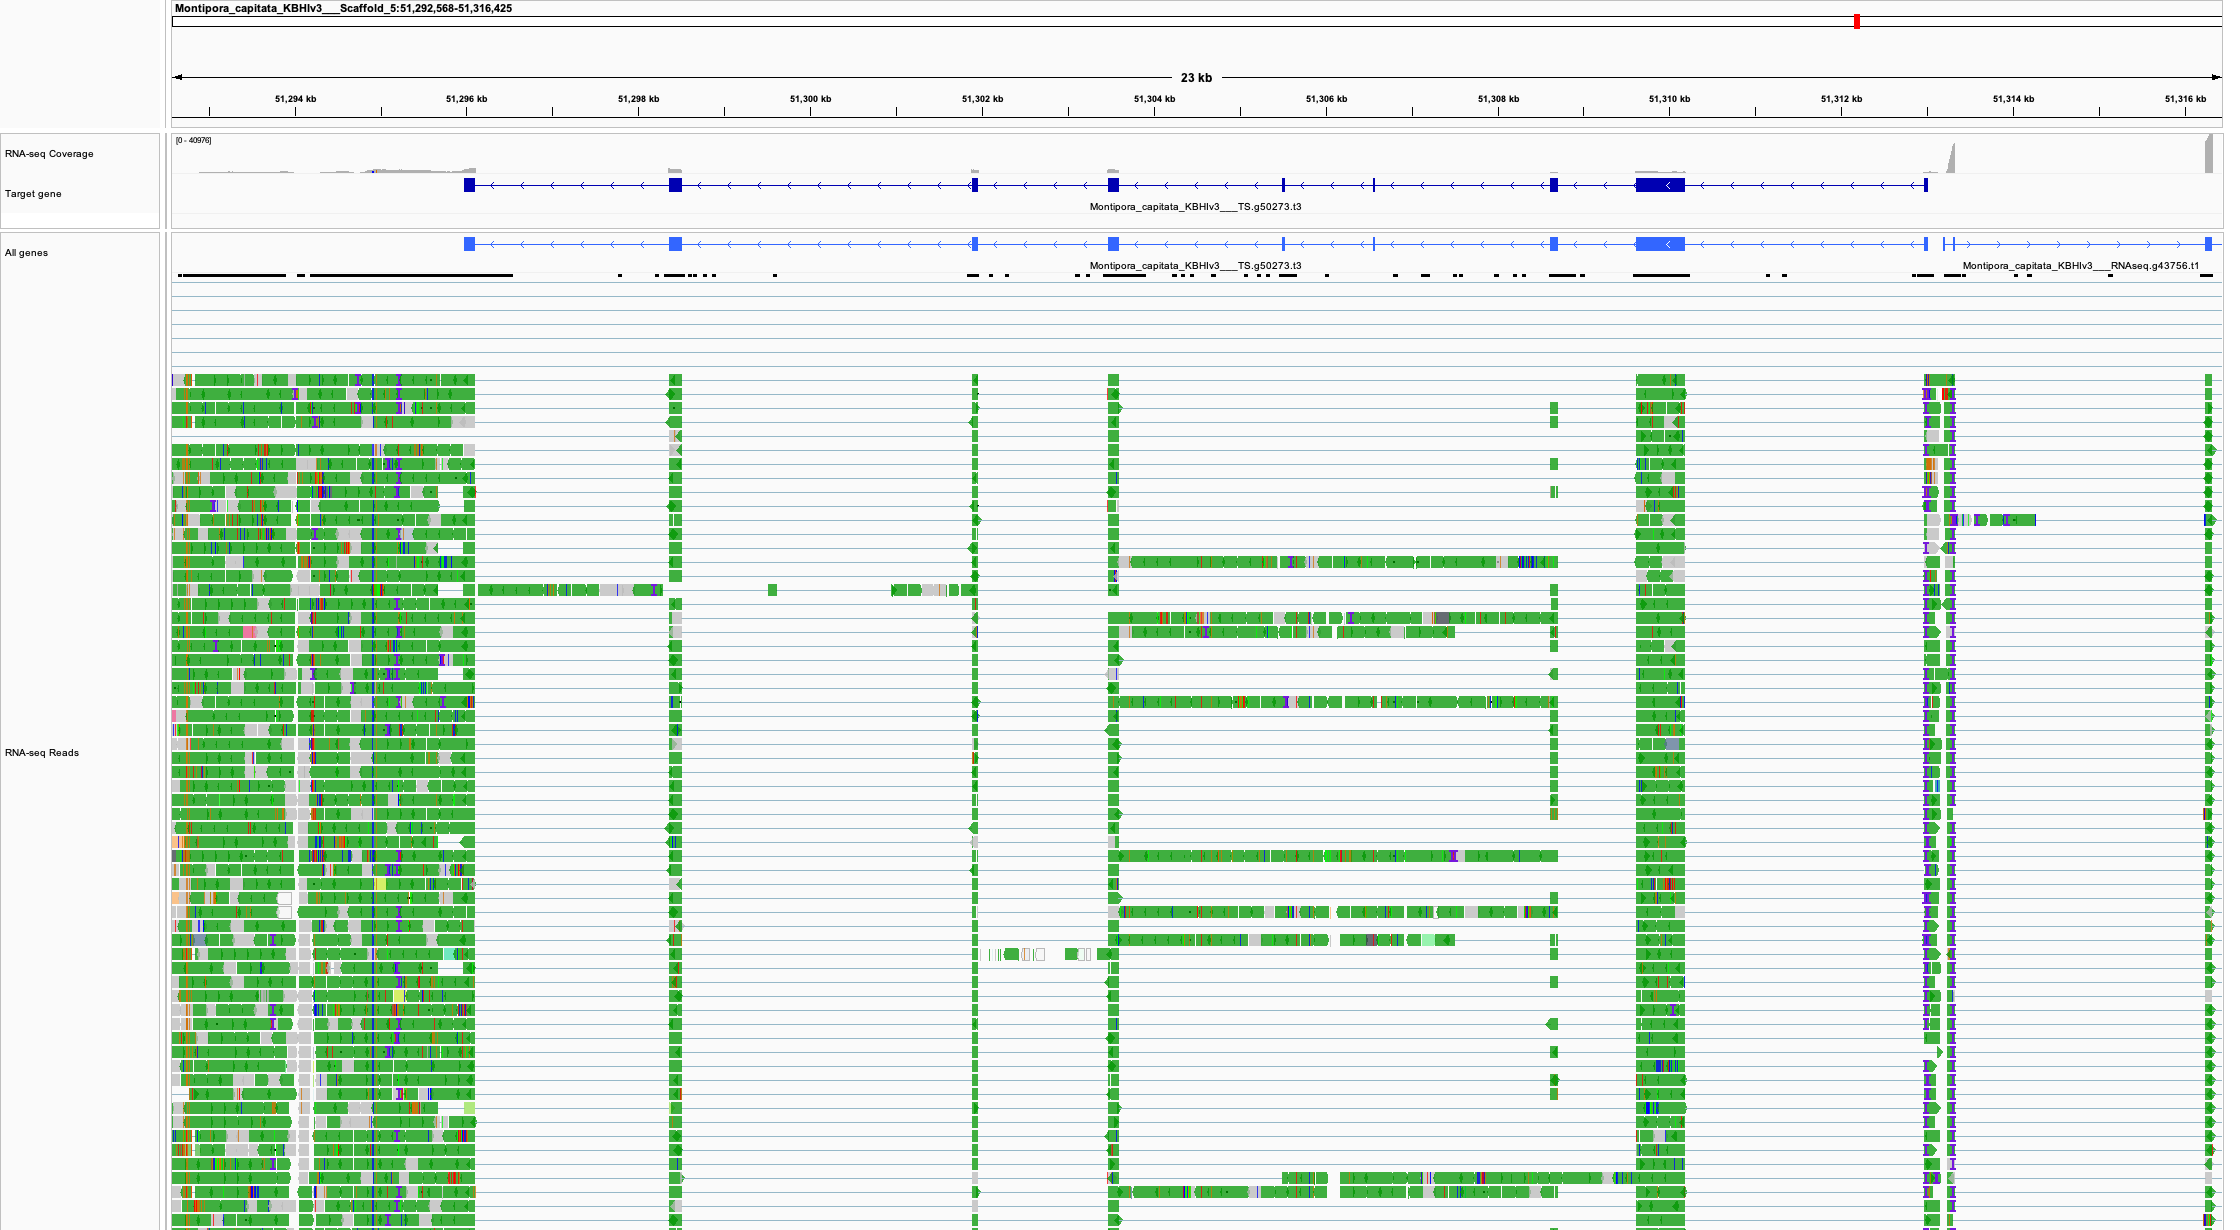 Montipora_capitata_KBHIv3___Scaffold_5:51,292,568-51,316,425
23 kb
51,294 kb 51,296 kb 51,298 kb 51,300 kb 51,302 kb 51,304 kb 51,306 kb 51,308 kb 51,310 kb 51,312 kb 51,314 kb 51,316 kb
[0 - 40976]
RNA-seq Coverage
Target gene
Montipora_capitata_KBHIv3___TS.g50273.t3
All genes
Montipora_capitata_KBHIv3___TS.g50273.t3 Montipora_capitata_KBHIv3___RNAseq.g43756.t1
RNA-seq Reads